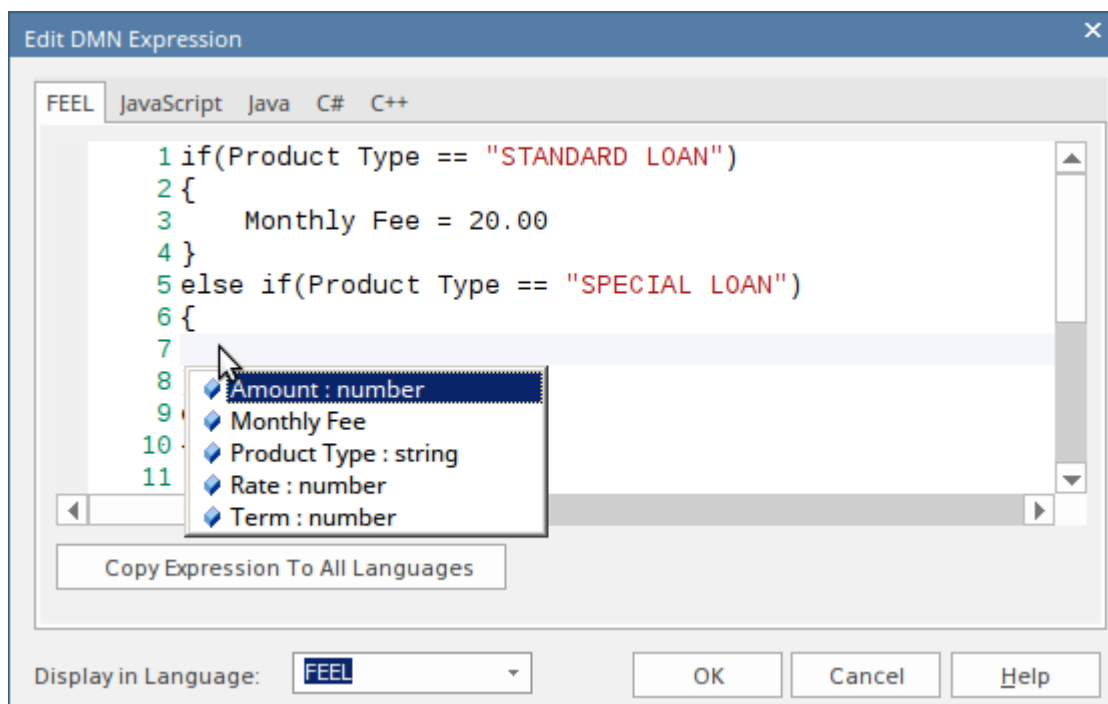 Edit DMN Expression
FEEL JavaScript Java C# C++
1 if(Product Type == "STANDARD LOAN")
2 {
3     Monthly Fee = 20.00
4 }
5 else if(Product Type == "SPECIAL LOAN")
6 {
7
8
9
10
11
Amount : number
Monthly Fee
Product Type : string
Rate : number
Term : number
Copy Expression To All Languages
Display in Language: FEEL OK Cancel Help